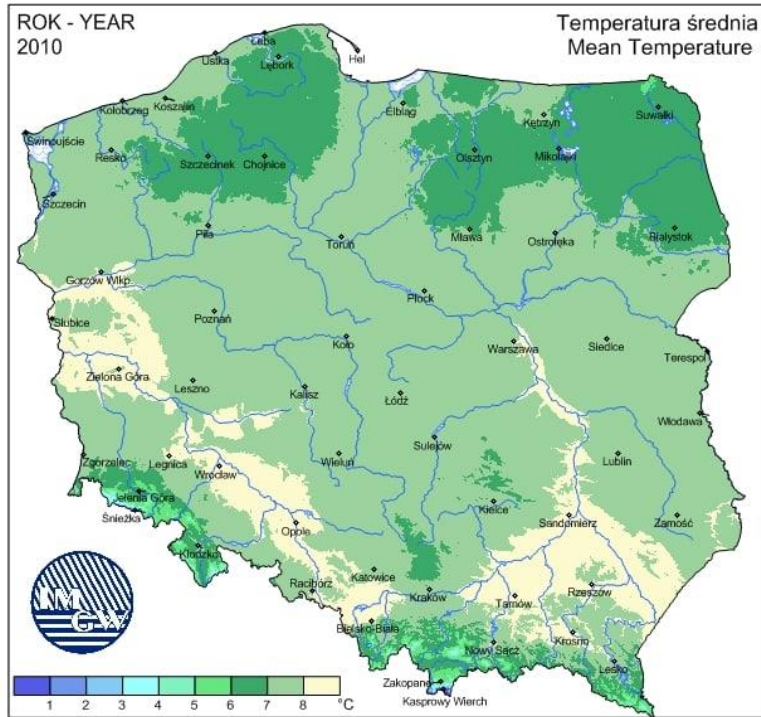 ROK - YEAR
2010
Temperatura średnia
Mean Temperature
Łeba
Hel
Ustka
Lębork
Koszalin
Kołobrzeg
Elbląg
Kętrzyn
Suwałki
Świnoujście
Resko
Szczecinek
Chojnice
Olsztyn
Mikołajki
Szczecin
Piła
Toruń
Mława
Ostrołęka
Białystok
Gorzów Wlkp.
Płock
Słubice
Poznań
Koło
Warszawa
Siedlce
Terespol
Zielona Góra
Leszno
Kalisz
Łódź
Włodawa
Sulejów
Zgorzelec
Legnica
Wrocław
Wieluń
Lublin
Jelenia Góra
Śnieżka
Kielce
Sandomierz
Zamość
Opole
Kłodzko
Katowice
Racibórz
Kraków
Tarnów
Rzeszów
Bielsko-Biała
Nowy Sącz
Krosno
Lesko
Zakopane
Kasprowy Wierch
IM
GW
1 2 3 4 5 6 7 8 °C